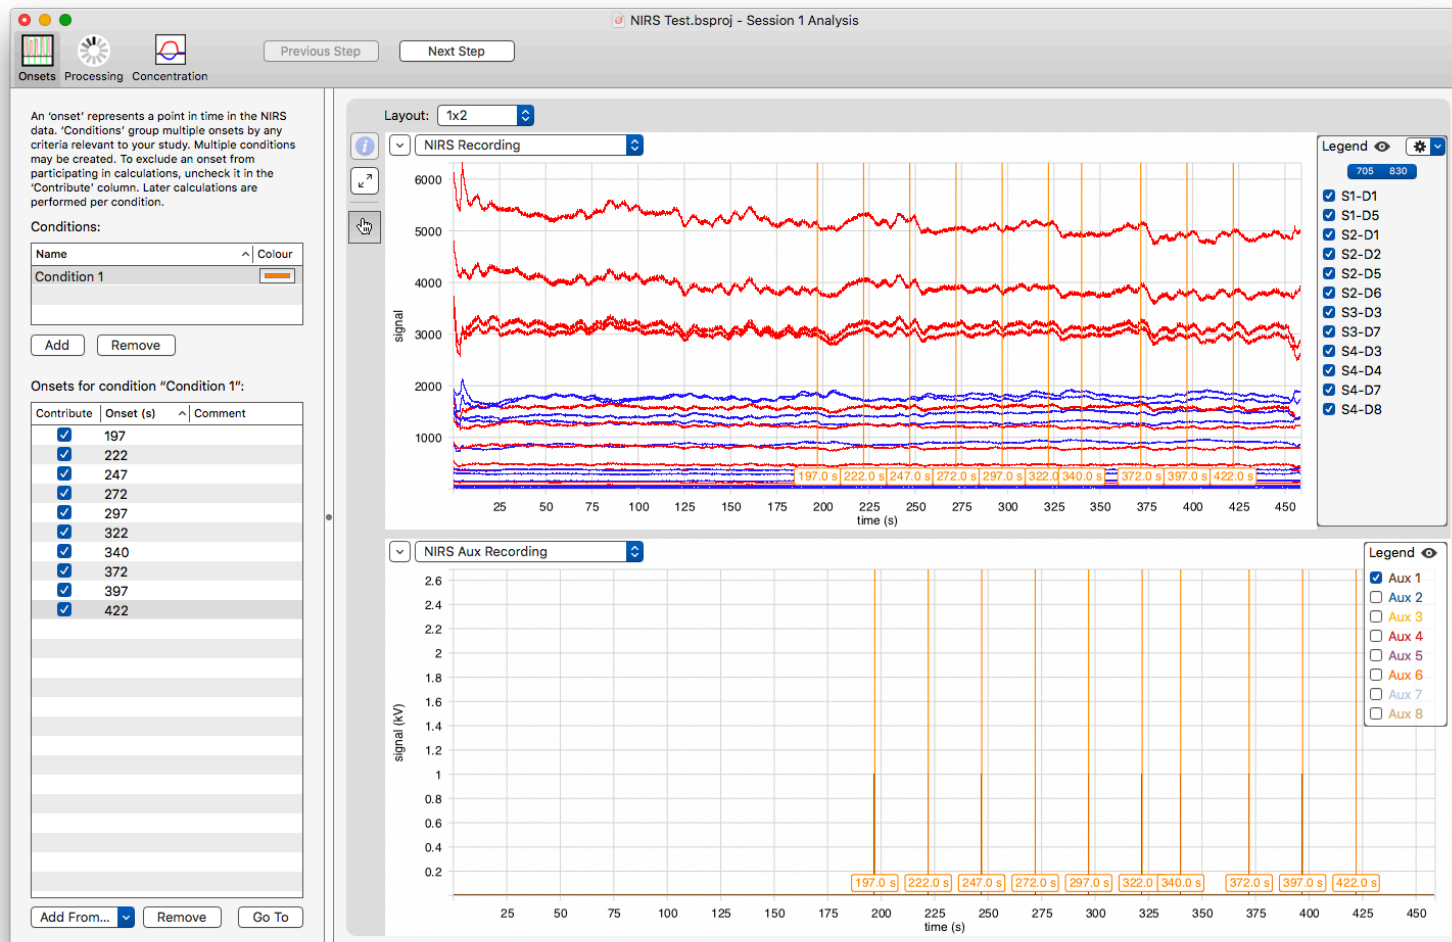 NIRS Test.bsproj - Session 1 Analysis
Onsets Processing Concentration
Previous Step Next Step
An 'onset' represents a point in time in the NIRS
data. 'Conditions' group multiple onsets by any
criteria relevant to your study. Multiple conditions
may be created. To exclude an onset from
participating in calculations, uncheck it in the
'Contribute' column. Later calculations are
performed per condition.
Conditions:
Name Colour
Condition 1
Add Remove
Onsets for condition "Condition 1":
Contribute Onset (s) Comment
197
222
247
272
297
322
340
372
397
422
Add From... Remove Go To
Layout: 1x2
NIRS Recording
6000
5000
4000
3000
2000
1000
signal
197.0 s 222.0 s 247.0 s 272.0 s 297.0 s 322.0 340.0 s 372.0 s 397.0 s 422.0 s
25 50 75 100 125 150 175 200 225 250 275 300 325 350 375 400 425 450
time (s)
Legend
705 830
S1-D1
S1-D5
S2-D1
S2-D2
S2-D5
S2-D6
S3-D3
S3-D7
S4-D3
S4-D4
S4-D7
S4-D8
NIRS Aux Recording
2.6
2.4
2.2
2
1.8
1.6
1.4
1.2
1
0.8
0.6
0.4
0.2
signal (kV)
197.0 s 222.0 s 247.0 s 272.0 s 297.0 s 322.0 340.0 s 372.0 s 397.0 s 422.0 s
25 50 75 100 125 150 175 200 225 250 275 300 325 350 375 400 425 450
time (s)
Legend
Aux 1
Aux 2
Aux 3
Aux 4
Aux 5
Aux 6
Aux 7
Aux 8